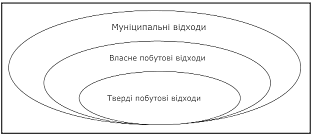 Муніципальні відходи
Власне побутові відходи
Тверді побутові відходи